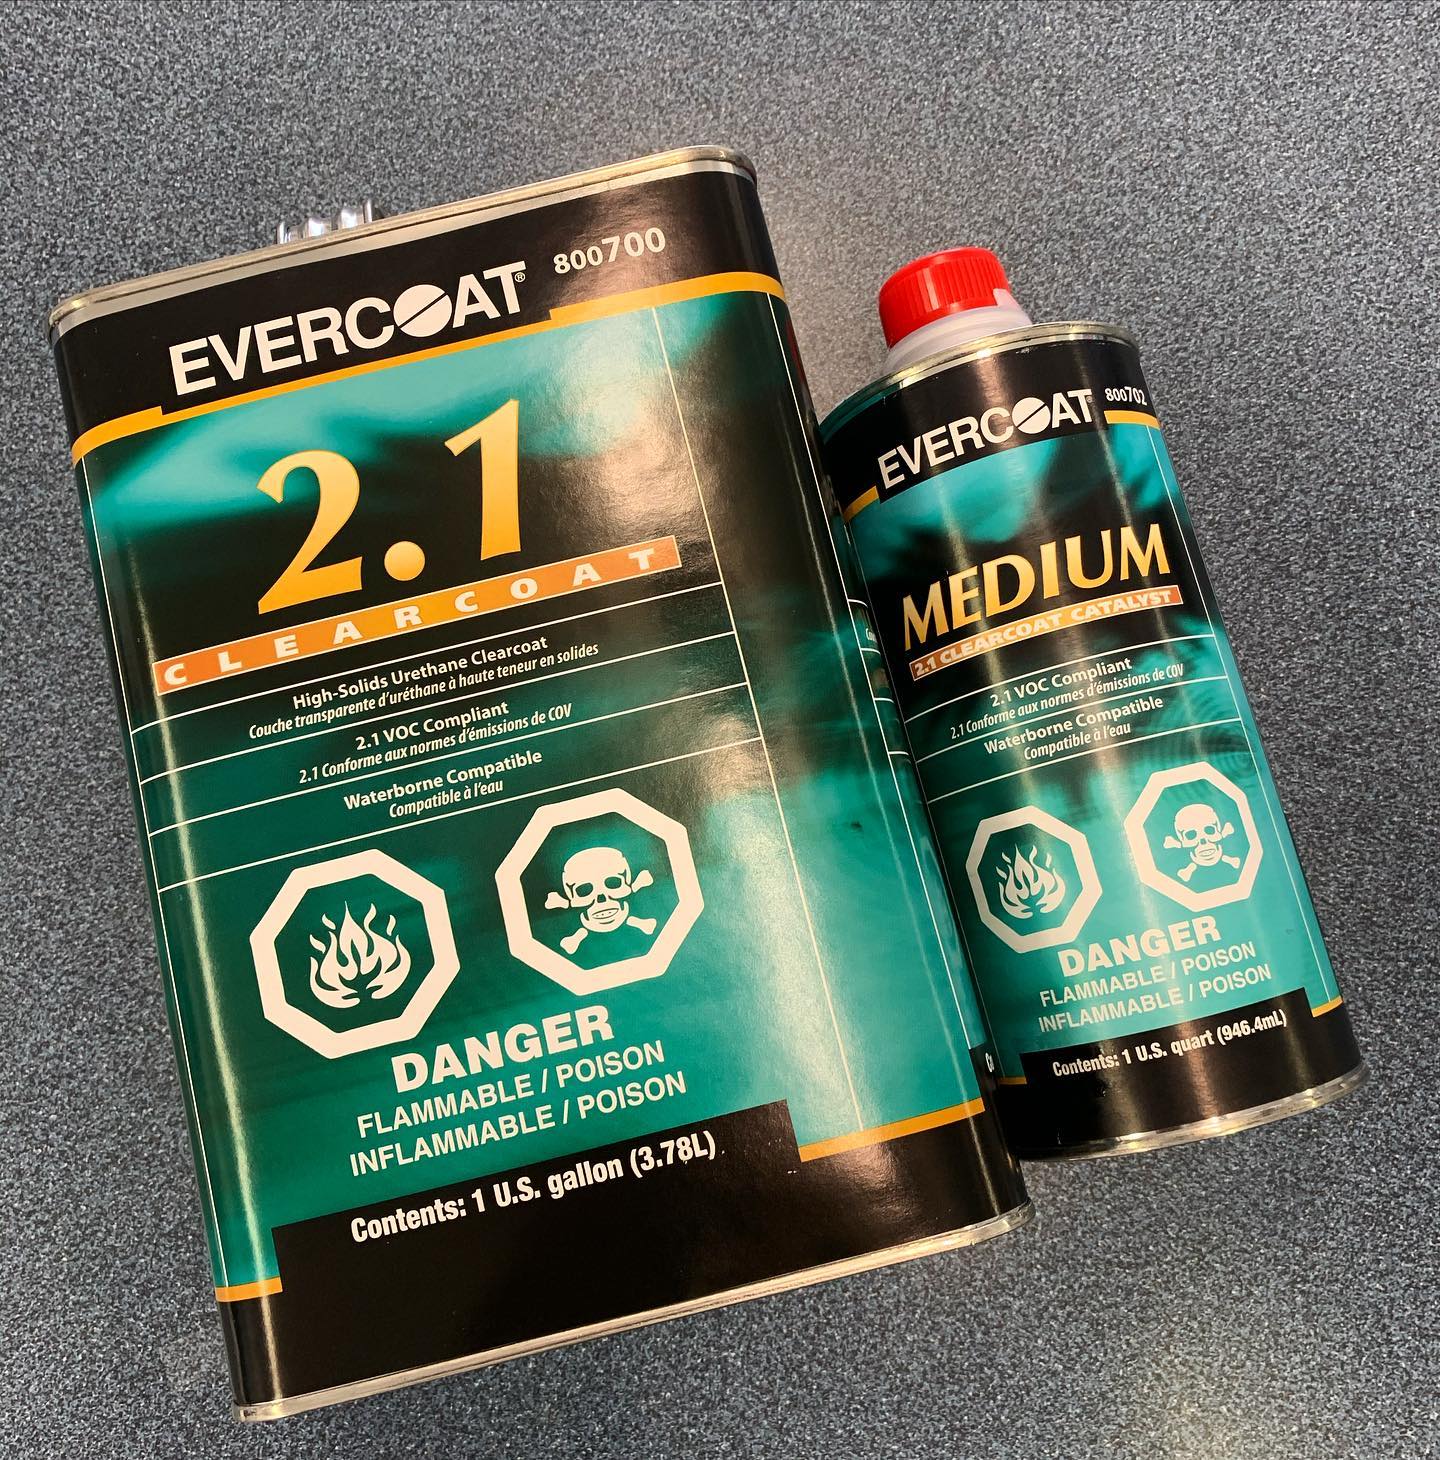 EVERCOAT® 800700
2.1
CLEARCOAT
High-Solids Urethane Clearcoat
Couche transparente d'uréthane à haute teneur en solides
2.1 VOC Compliant
2.1 Conforme aux normes d'émissions de COV
Waterborne Compatible
Compatible à l'eau
DANGER
FLAMMABLE / POISON
INFLAMMABLE / POISON
Contents: 1 U.S. gallon (3.78L)
EVERCOAT 800702
MEDIUM
2.1 CLEARCOAT CATALYST
2.1 VOC Compliant
2.1 Conforme aux normes d'émissions de COV
Waterborne Compatible
Compatible à l'eau
DANGER
FLAMMABLE / POISON
INFLAMMABLE / POISON
Contents: 1 U.S. quart (946.4mL)